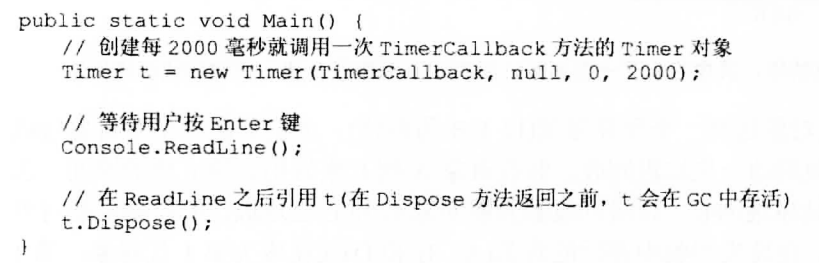 public static void Main() {
// 创建每 2000 毫秒就调用一次 TimerCallback 方法的 Timer 对象
Timer t = new Timer(TimerCallback, null, 0, 2000);
// 等待用户按 Enter 键
Console.ReadLine();
// 在 ReadLine 之后引用 t(在 Dispose 方法返回之前, t 会在 GC 中存活)
t.Dispose();
}